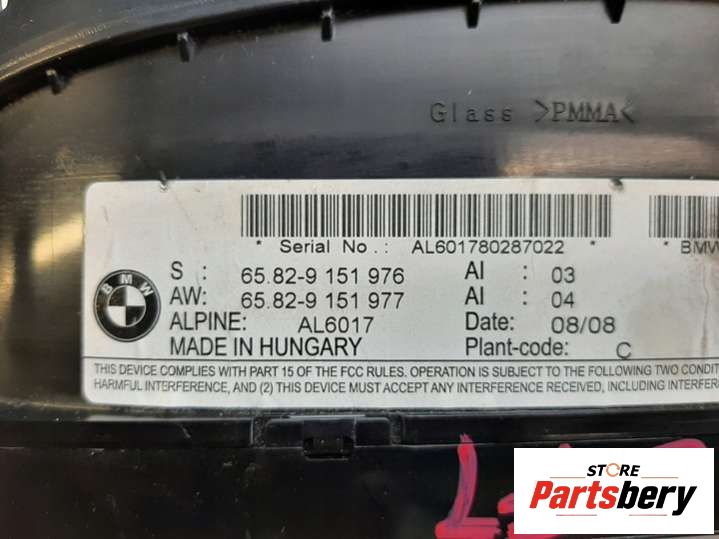 Glass >PMMA<
* Serial No.: AL601780287022 * * BMW
S : 65.82-9 151 976 AI : 03
AW: 65.82-9 151 977 AI : 04
BMW
ALPINE: AL6017 Date: 08/08
MADE IN HUNGARY Plant-code: C
THIS DEVICE COMPLIES WITH PART 15 OF THE FCC RULES. OPERATION IS SUBJECT TO THE FOLLOWING TWO CONDIT
HARMFUL INTERFERENCE, AND (2) THIS DEVICE MUST ACCEPT ANY INTERFERENCE RECEIVED, INCLUDING INTERFER
STORE
Partsbery